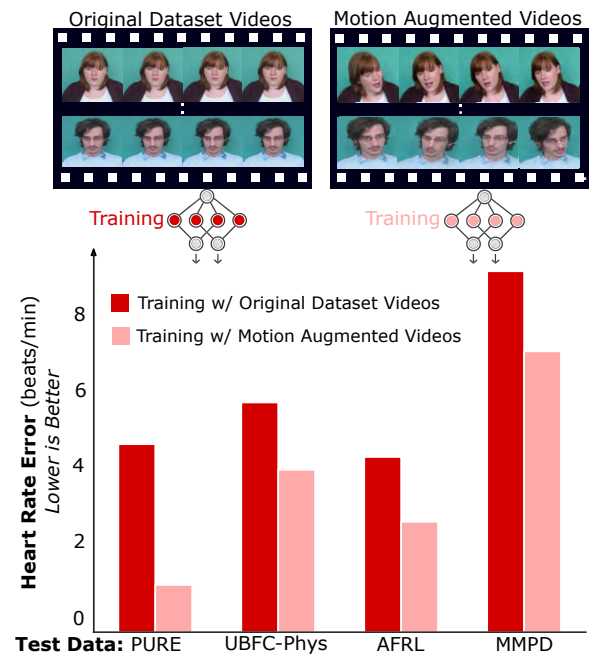 Original Dataset Videos
Motion Augmented Videos
Training
Training
Training w/ Original Dataset Videos
Training w/ Motion Augmented Videos
Heart Rate Error (beats/min)
Lower is Better
8
6
4
2
0
Test Data: PURE UBFC-Phys AFRL MMPD